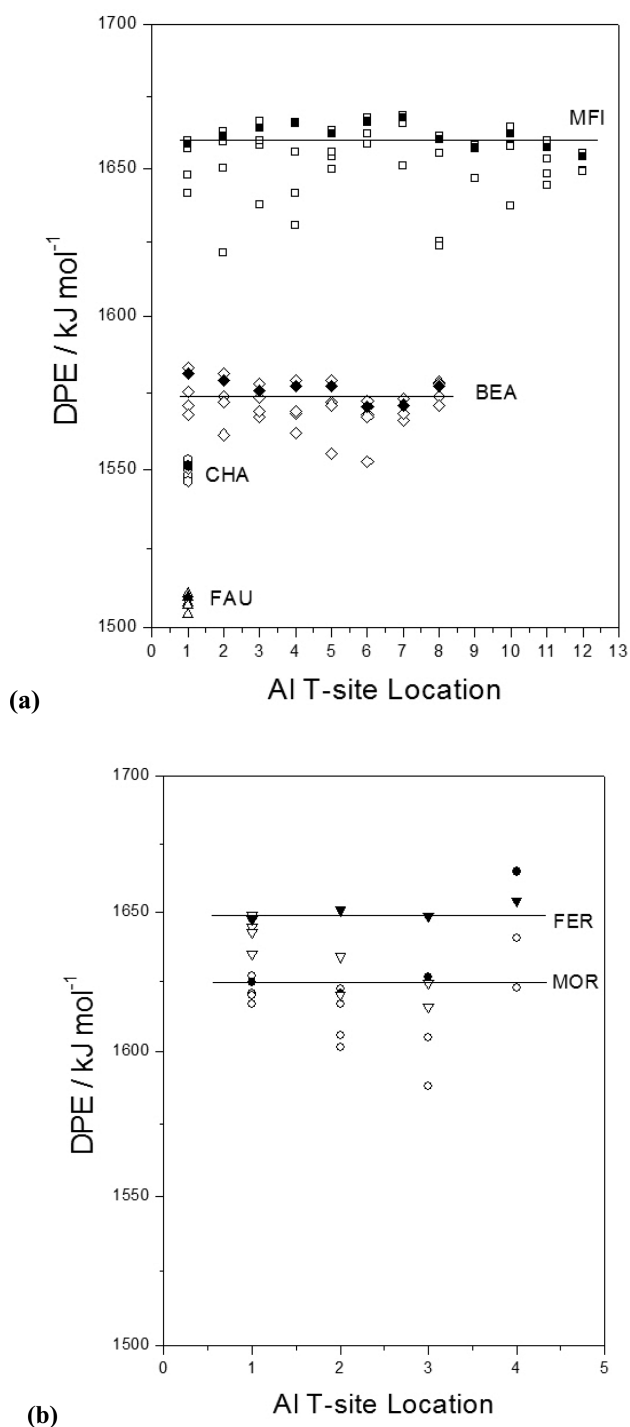 1700
MFI
1650
DPE / kJ mol⁻¹
1600
BEA
1550
CHA
FAU
1500
0 1 2 3 4 5 6 7 8 9 10 11 12 13
(a)
Al T-site Location
1700
1650
FER
MOR
DPE / kJ mol⁻¹
1600
1550
1500
0 1 2 3 4 5
(b)
Al T-site Location